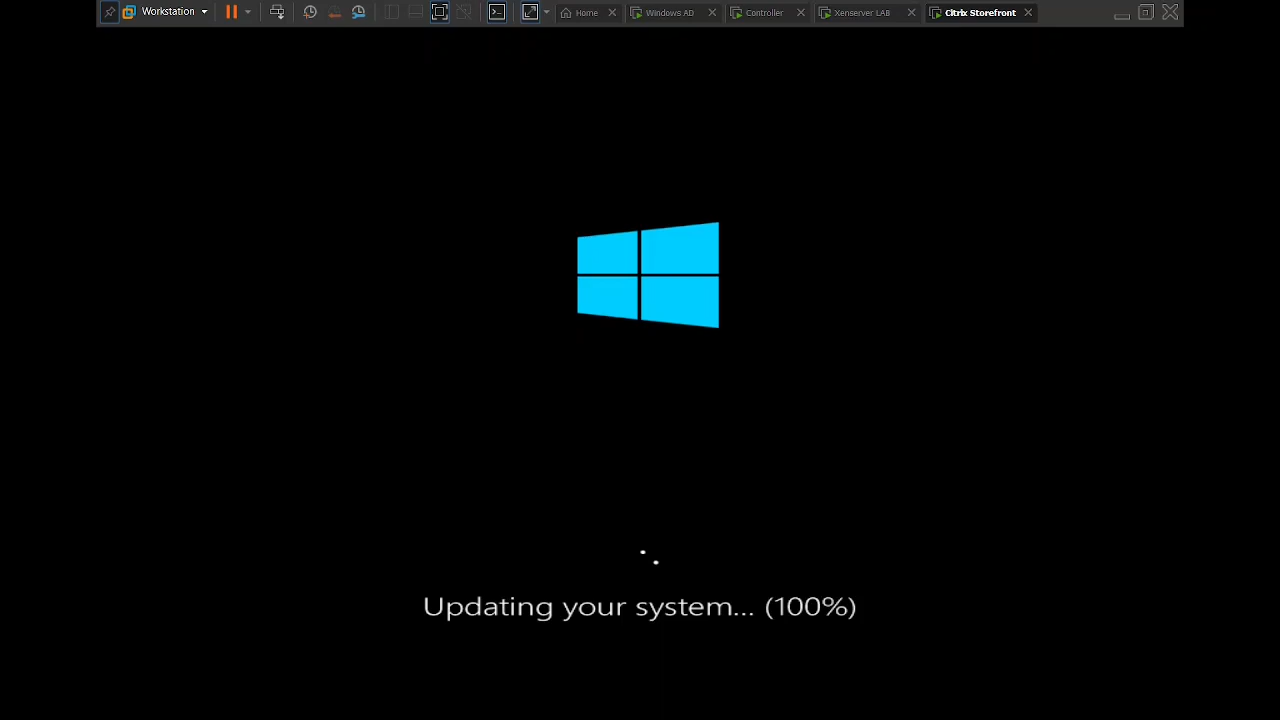 Workstation Home Windows AD Controller Xenserver LAB Citrix Storefront
Updating your system... (100%)